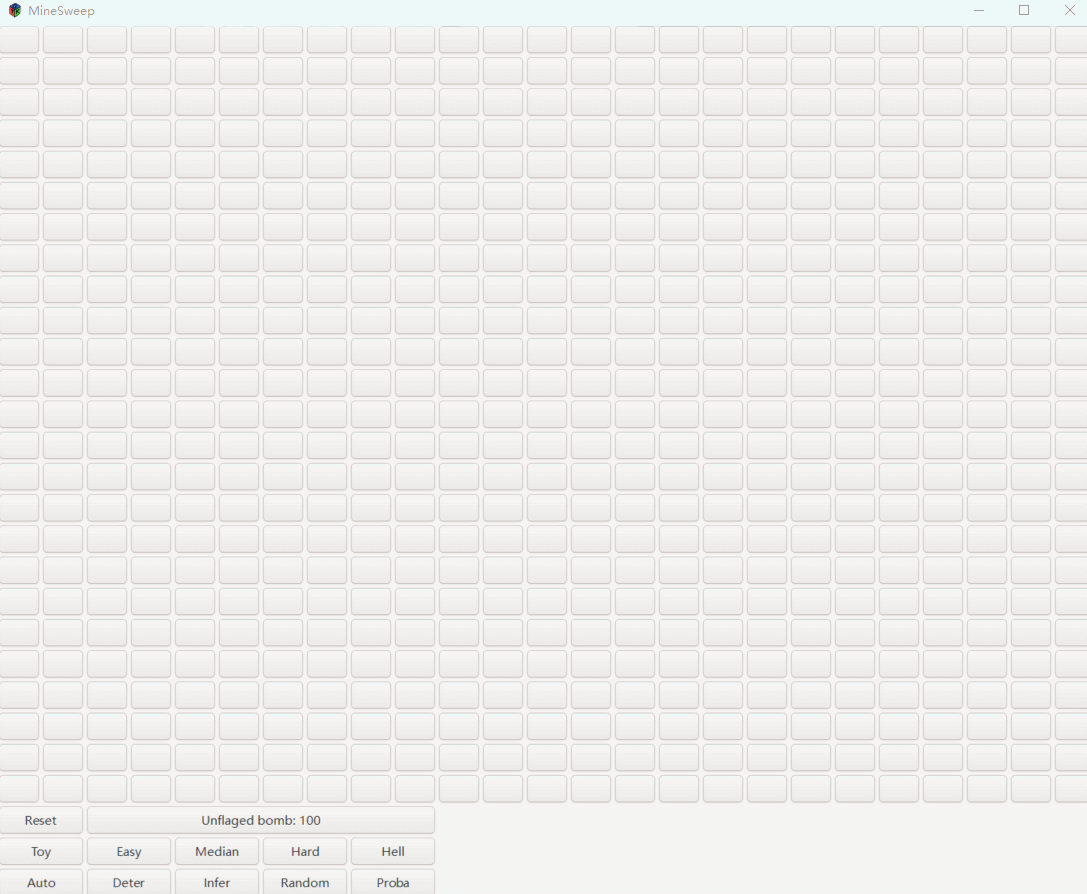 MineSweep
Reset Unflaged bomb: 100
Toy Easy Median Hard Hell
Auto Deter Infer Random Proba